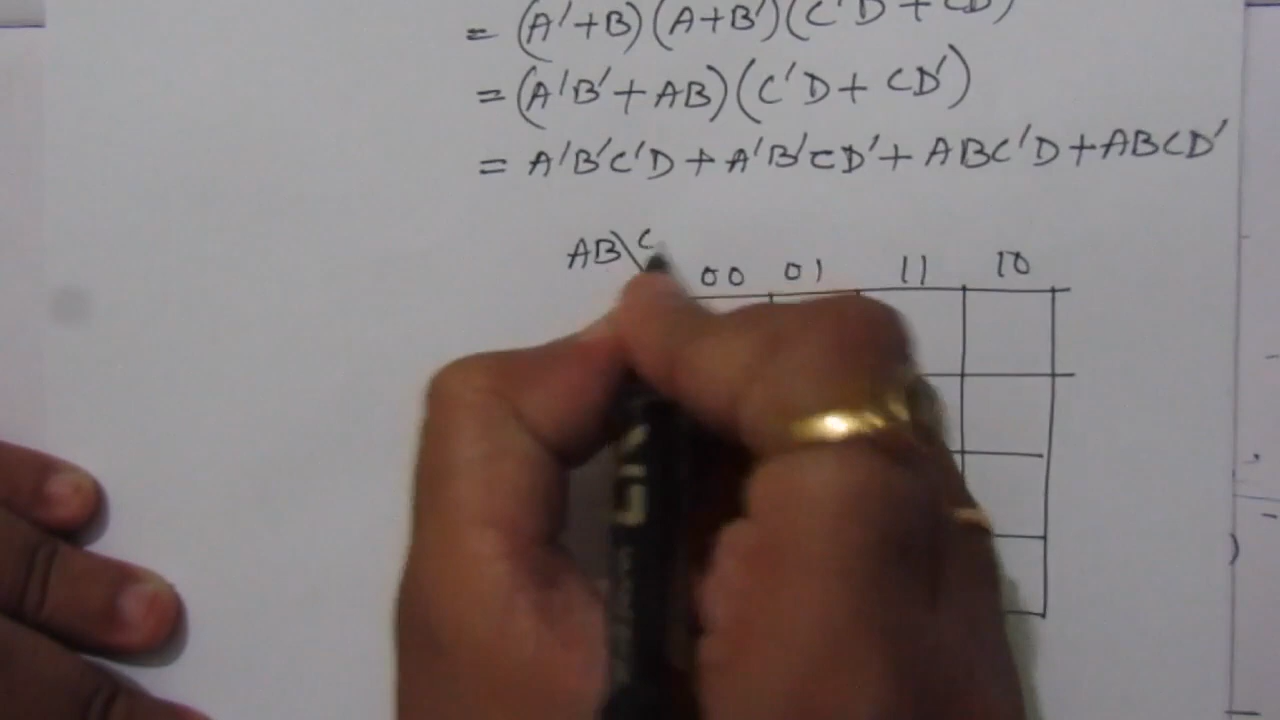 = (A'+B)(A+B')(C'D+CD')
= (A'B'+AB)(C'D+CD')
= A'B'C'D+A'B'CD'+ABC'D+ABCD'
AB\C
00 01 11 10